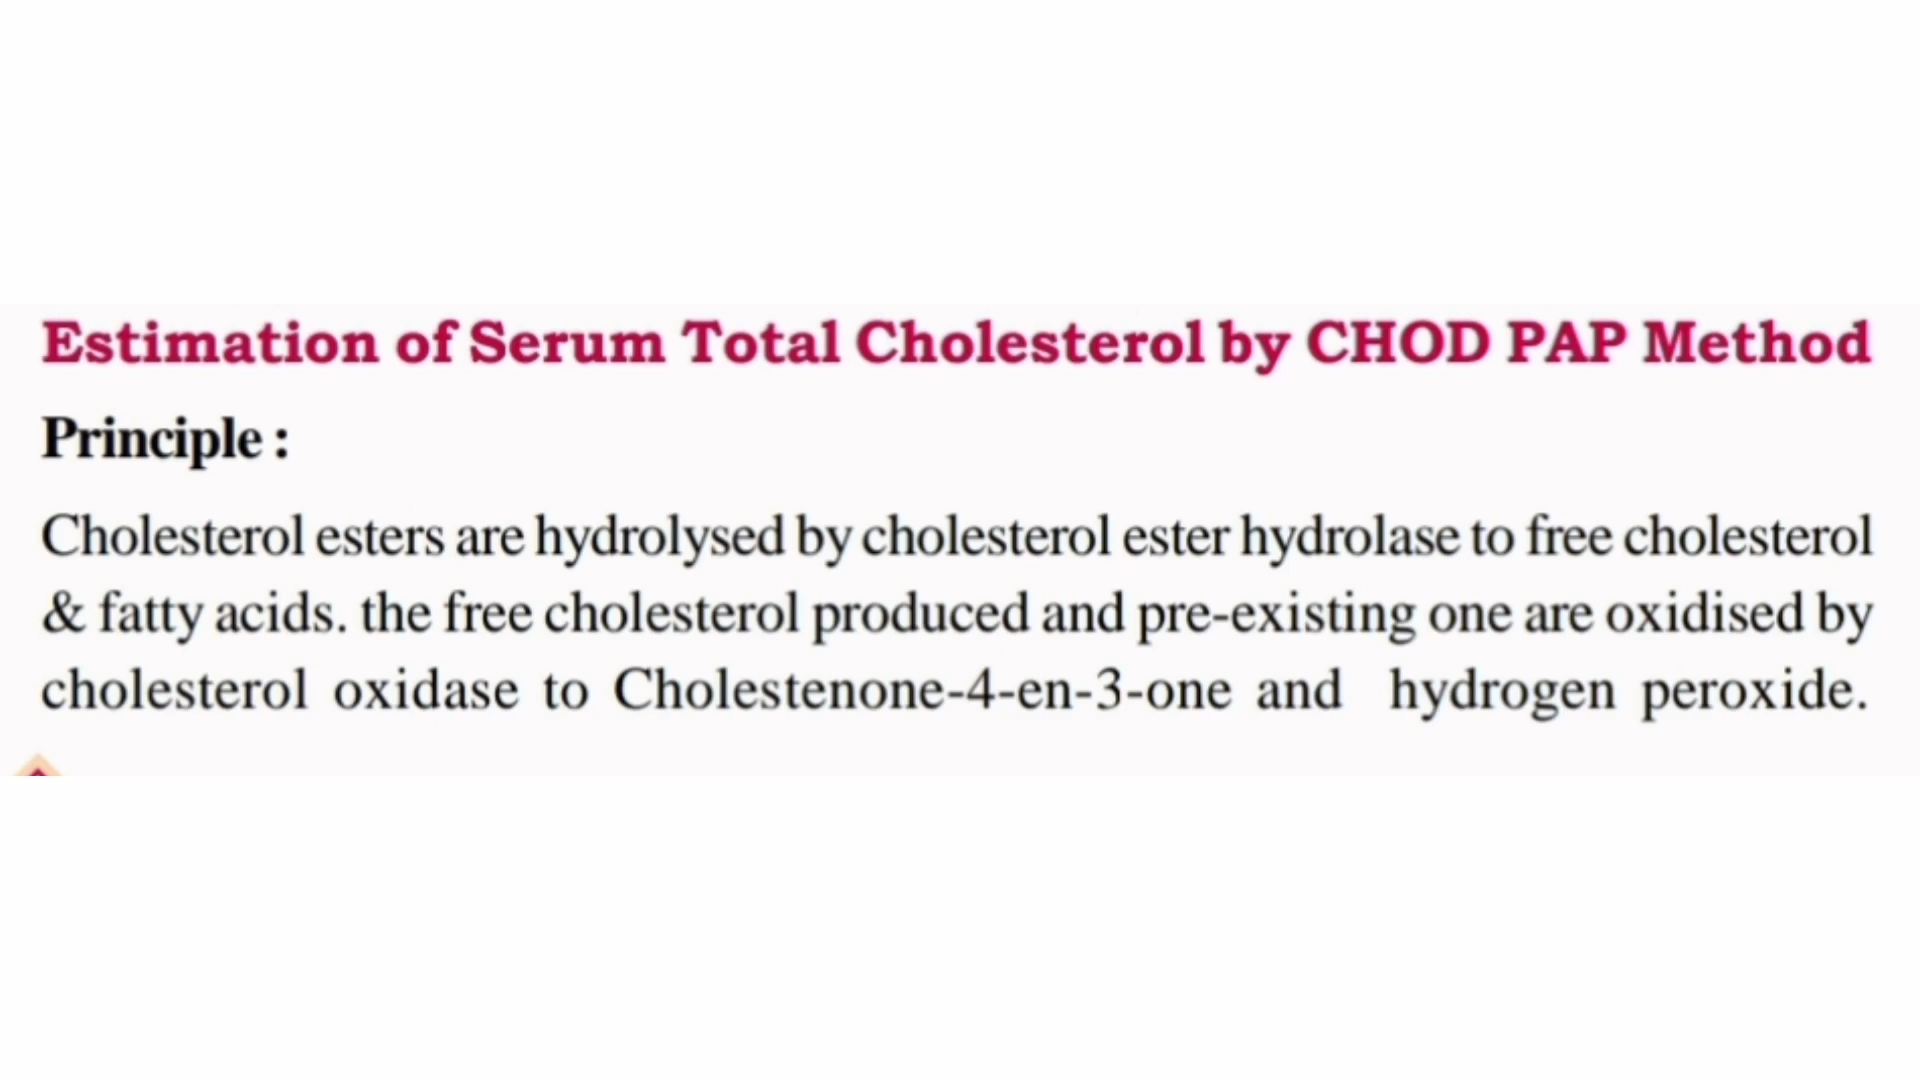 Estimation of Serum Total Cholesterol by CHOD PAP Method
Principle :
Cholesterol esters are hydrolysed by cholesterol ester hydrolase to free cholesterol
& fatty acids. the free cholesterol produced and pre-existing one are oxidised by
cholesterol oxidase to Cholestenone-4-en-3-one and hydrogen peroxide.